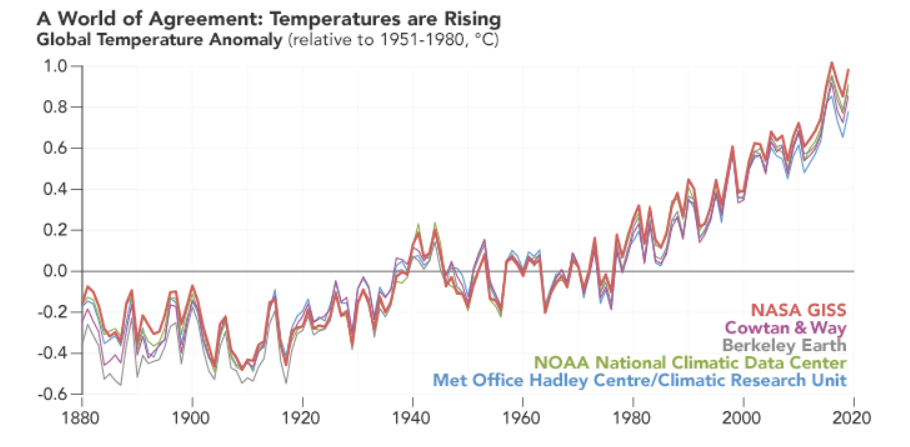 A World of Agreement: Temperatures are Rising
Global Temperature Anomaly (relative to 1951-1980, °C)
1.0
0.8
0.6
0.4
0.2
0.0
-0.2
-0.4
-0.6
NASA GISS
Cowtan & Way
Berkeley Earth
NOAA National Climatic Data Center
Met Office Hadley Centre/Climatic Research Unit
1880 1900 1920 1940 1960 1980 2000 2020